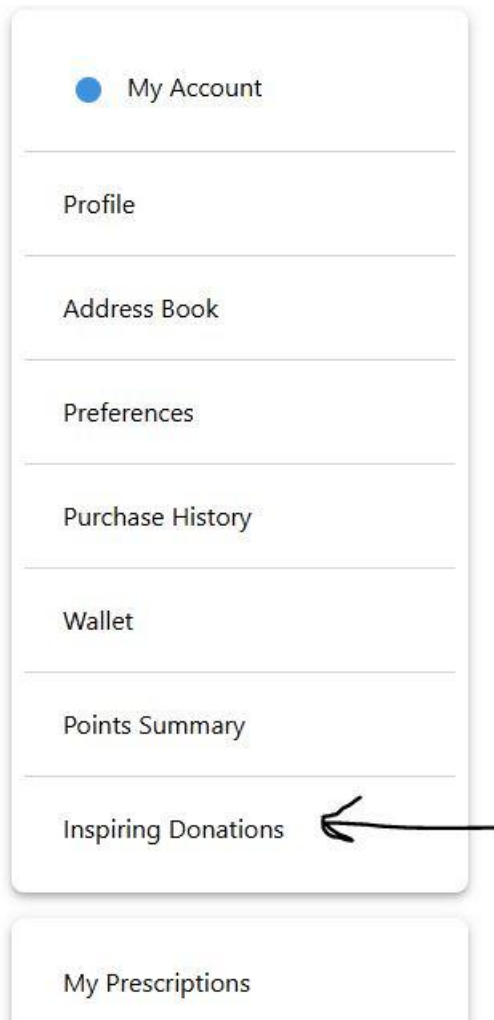 My Account
Profile
Address Book
Preferences
Purchase History
Wallet
Points Summary
Inspiring Donations
My Prescriptions